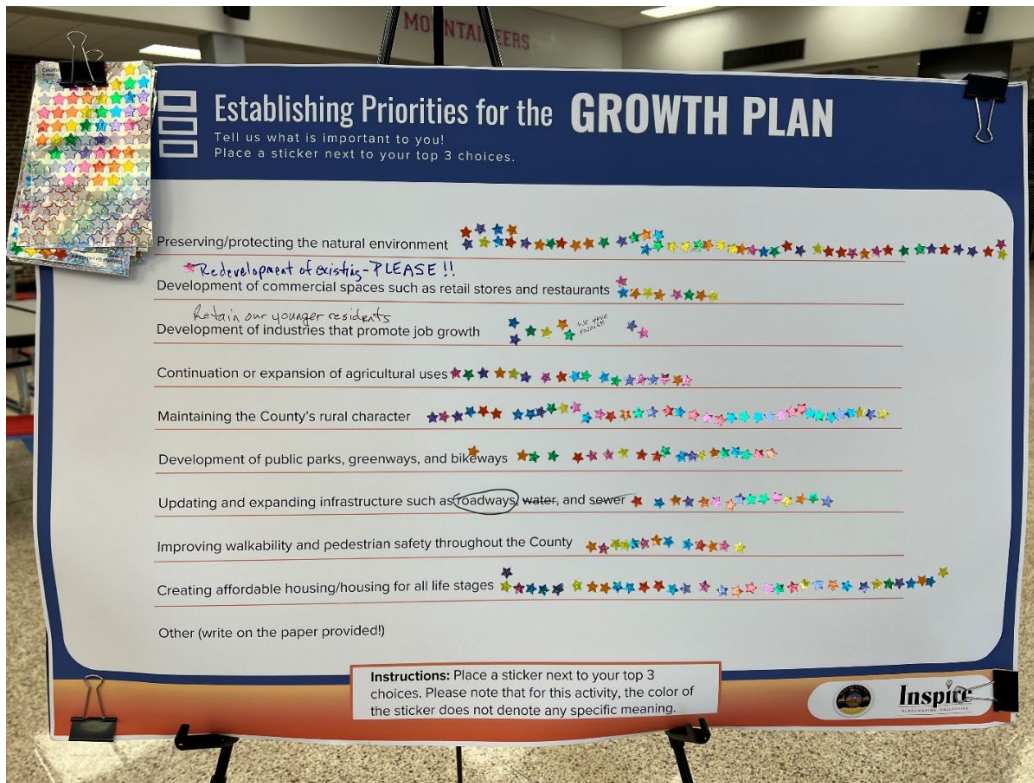 MOUNTAINEERS
Establishing Priorities for the GROWTH PLAN
Tell us what is important to you!
Place a sticker next to your top 3 choices.
Preserving/protecting the natural environment
Redevelopment of existing-PLEASE!!
Development of commercial spaces such as retail stores and restaurants
Retain our younger residents
Development of industries that promote job growth
WE HAVE
ENOUGH
Continuation or expansion of agricultural uses
Maintaining the County's rural character
Development of public parks, greenways, and bikeways
Updating and expanding infrastructure such as roadways, water, and sewer
Improving walkability and pedestrian safety throughout the County
Creating affordable housing/housing for all life stages
Other (write on the paper provided!)
Instructions: Place a sticker next to your top 3
choices. Please note that for this activity, the color of
the sticker does not denote any specific meaning.
Inspire
PLACEMAKING COLLECTIVE